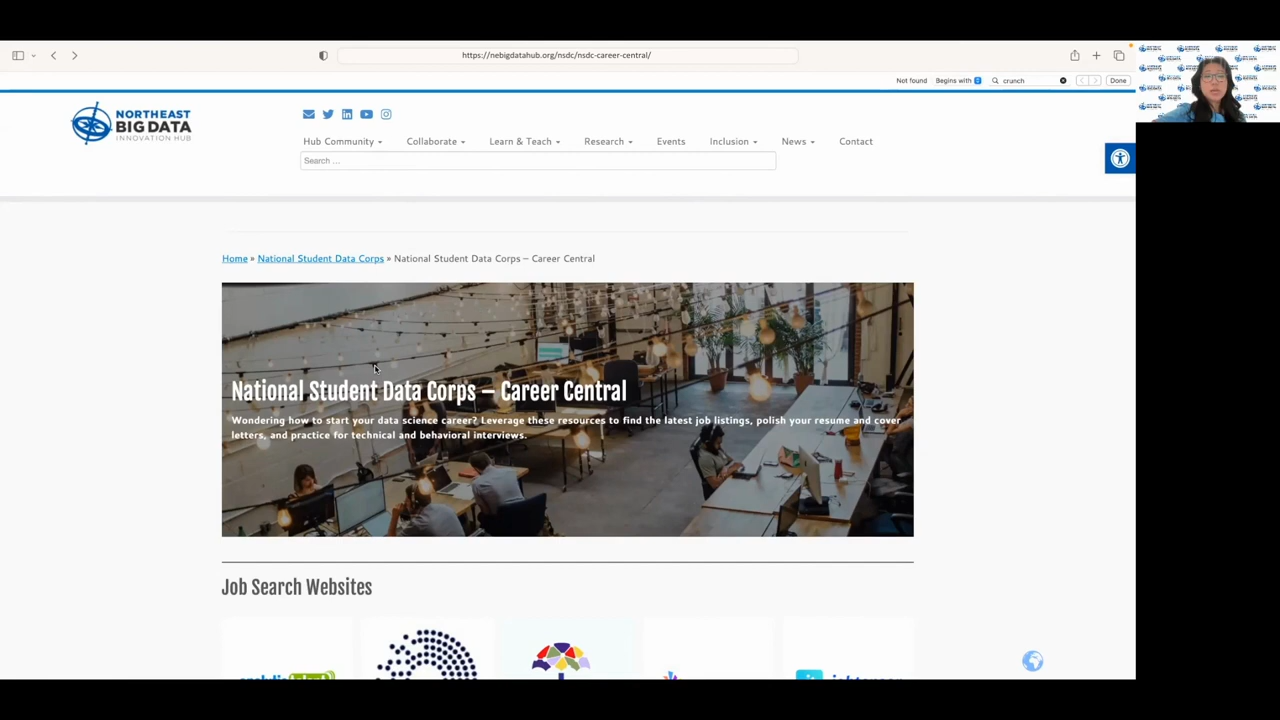 https://nebigdatahub.org/nsdc/nsdc-career-central/
Not found Begins with crunch Done
NORTHEAST
BIG DATA
INNOVATION HUB
Hub Community Collaborate Learn & Teach Research Events Inclusion News Contact
Search ...
Home » National Student Data Corps » National Student Data Corps – Career Central
National Student Data Corps – Career Central
Wondering how to start your data science career? Leverage these resources to find the latest job listings, polish your resume and cover
letters, and practice for technical and behavioral interviews.
Job Search Websites